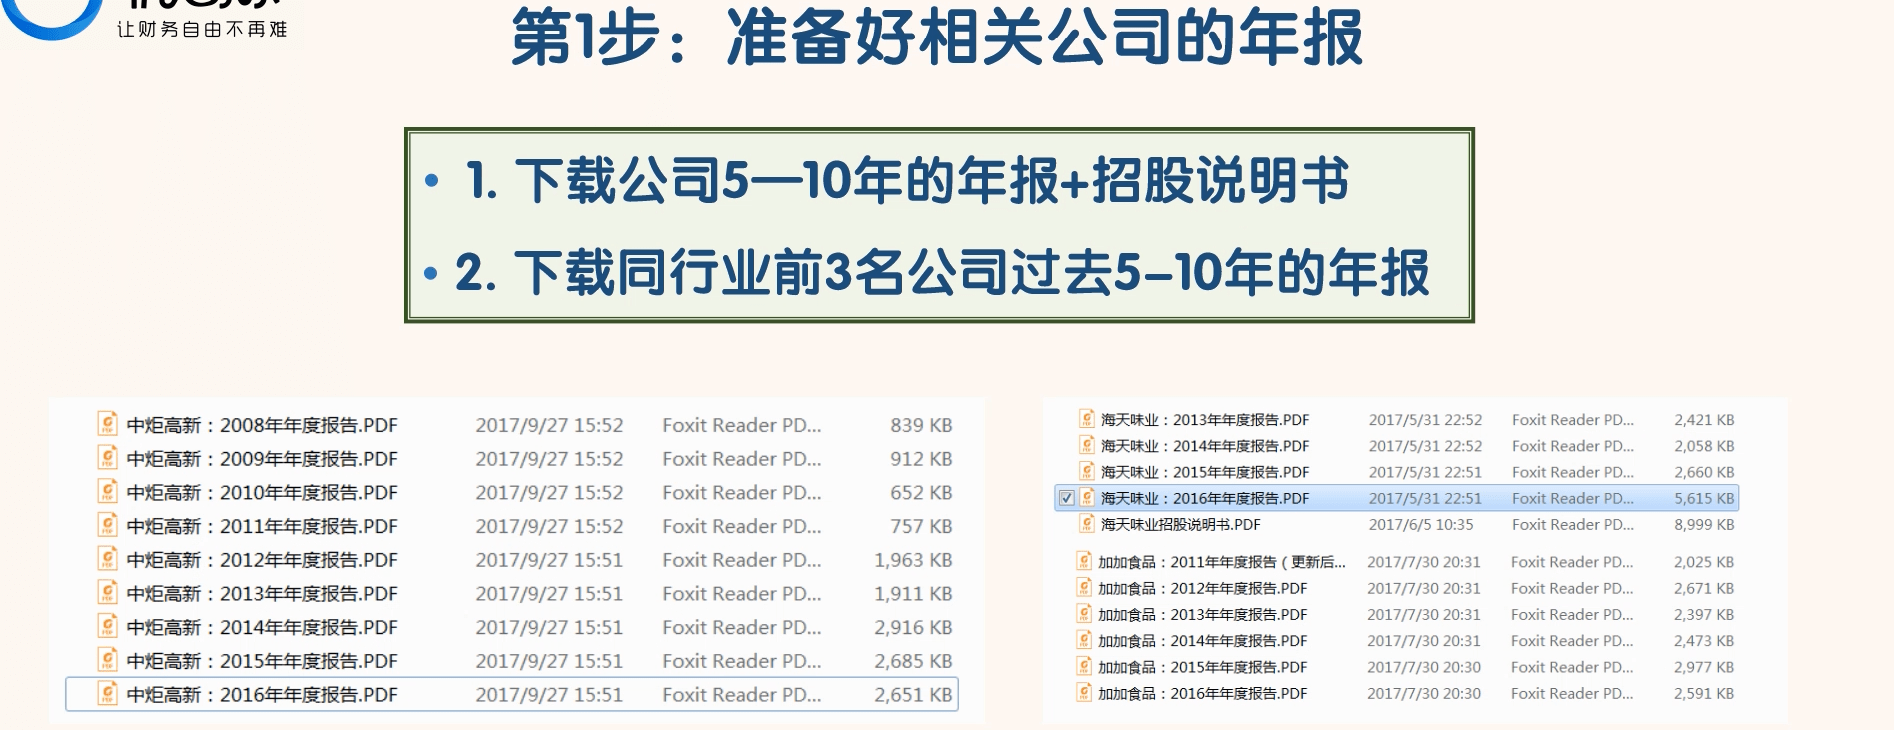 让财务自由不再难
第1步：准备好相关公司的年报
• 1. 下载公司5—10年的年报+招股说明书
• 2. 下载同行业前3名公司过去5-10年的年报
中炬高新：2008年年度报告.PDF 2017/9/27 15:52 Foxit Reader PD... 839 KB
中炬高新：2009年年度报告.PDF 2017/9/27 15:52 Foxit Reader PD... 912 KB
中炬高新：2010年年度报告.PDF 2017/9/27 15:52 Foxit Reader PD... 652 KB
中炬高新：2011年年度报告.PDF 2017/9/27 15:52 Foxit Reader PD... 757 KB
中炬高新：2012年年度报告.PDF 2017/9/27 15:51 Foxit Reader PD... 1,963 KB
中炬高新：2013年年度报告.PDF 2017/9/27 15:51 Foxit Reader PD... 1,911 KB
中炬高新：2014年年度报告.PDF 2017/9/27 15:51 Foxit Reader PD... 2,916 KB
中炬高新：2015年年度报告.PDF 2017/9/27 15:51 Foxit Reader PD... 2,685 KB
中炬高新：2016年年度报告.PDF 2017/9/27 15:51 Foxit Reader PD... 2,651 KB
海天味业：2013年年度报告.PDF 2017/5/31 22:52 Foxit Reader PD... 2,421 KB
海天味业：2014年年度报告.PDF 2017/5/31 22:52 Foxit Reader PD... 2,058 KB
海天味业：2015年年度报告.PDF 2017/5/31 22:51 Foxit Reader PD... 2,660 KB
海天味业：2016年年度报告.PDF 2017/5/31 22:51 Foxit Reader PD... 5,615 KB
海天味业招股说明书.PDF 2017/6/5 10:35 Foxit Reader PD... 8,999 KB
加加食品：2011年年度报告（更新后... 2017/7/30 20:31 Foxit Reader PD... 2,025 KB
加加食品：2012年年度报告.PDF 2017/7/30 20:31 Foxit Reader PD... 2,671 KB
加加食品：2013年年度报告.PDF 2017/7/30 20:31 Foxit Reader PD... 2,397 KB
加加食品：2014年年度报告.PDF 2017/7/30 20:31 Foxit Reader PD... 2,473 KB
加加食品：2015年年度报告.PDF 2017/7/30 20:30 Foxit Reader PD... 2,977 KB
加加食品：2016年年度报告.PDF 2017/7/30 20:30 Foxit Reader PD... 2,591 KB